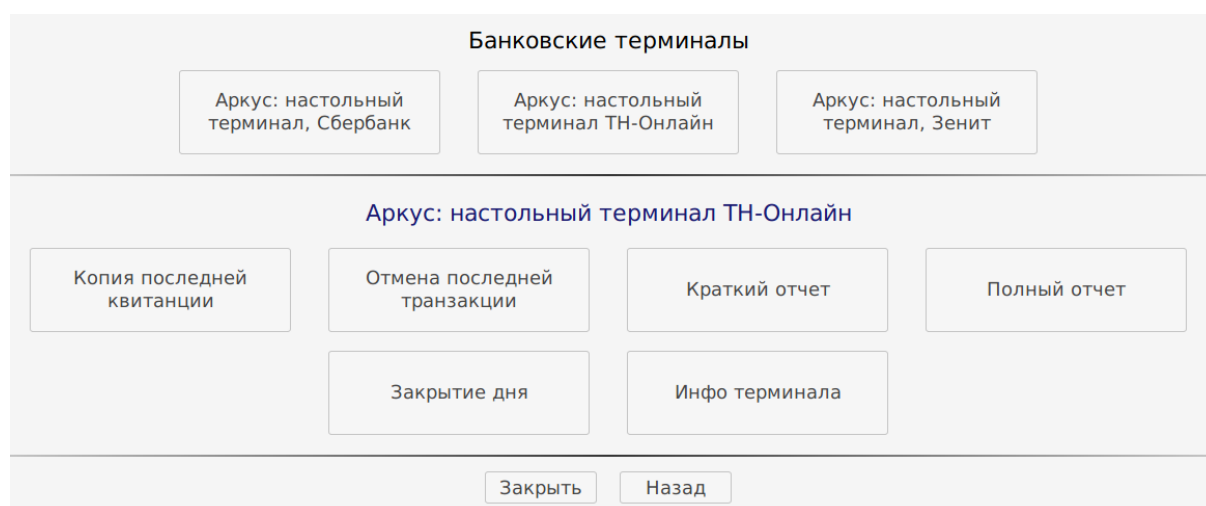 Банковские терминалы
Аркус: настольный
терминал, Сбербанк
Аркус: настольный
терминал ТН-Онлайн
Аркус: настольный
терминал, Зенит
Аркус: настольный терминал ТН-Онлайн
Копия последней
квитанции
Отмена последней
транзакции
Краткий отчет
Полный отчет
Закрытие дня
Инфо терминала
Закрыть
Назад